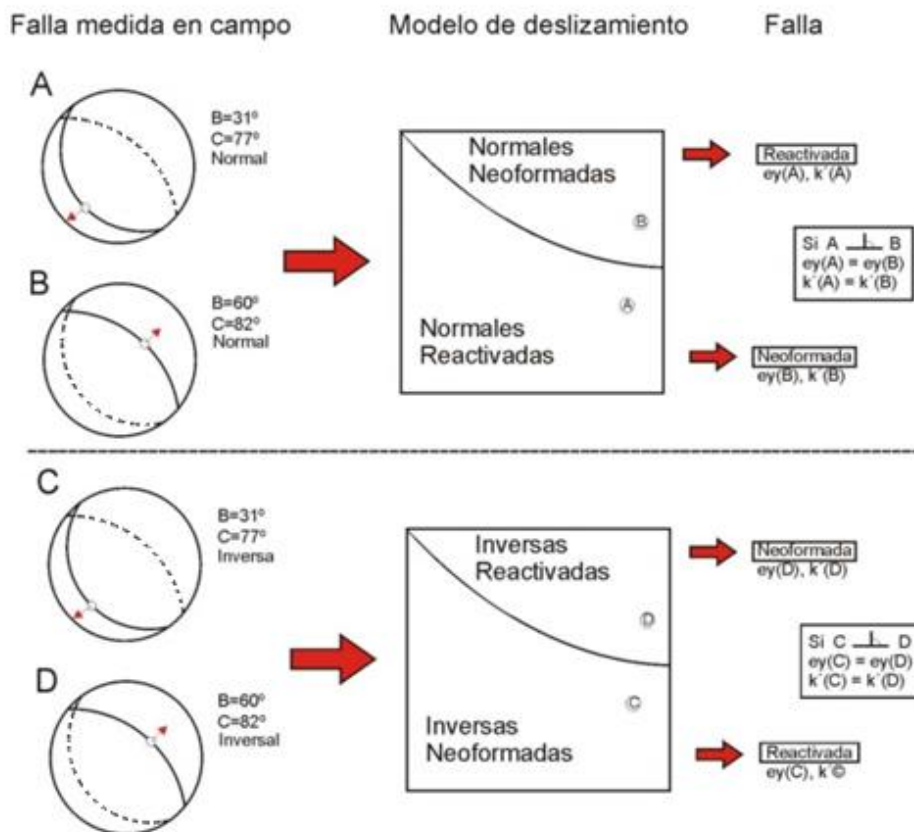 Falla medida en campo
Modelo de deslizamiento
Falla
A
B=31º
C=77º
Normal
B
B=60º
C=82º
Normal
Normales
Neoformadas
B
A
Normales
Reactivadas
Reactivada
ey(A), k´(A)
Si A B
ey(A) = ey(B)
k´(A) = k´(B)
Neoformada
ey(B), k´(B)
C
B=31º
C=77º
Inversa
D
B=60º
C=82º
Inversal
Inversas
Reactivadas
D
C
Inversas
Neoformadas
Neoformada
ey(D), k´(D)
Si C D
ey(C) = ey(D)
k´(C) = k´(D)
Reactivada
ey(C), k´©